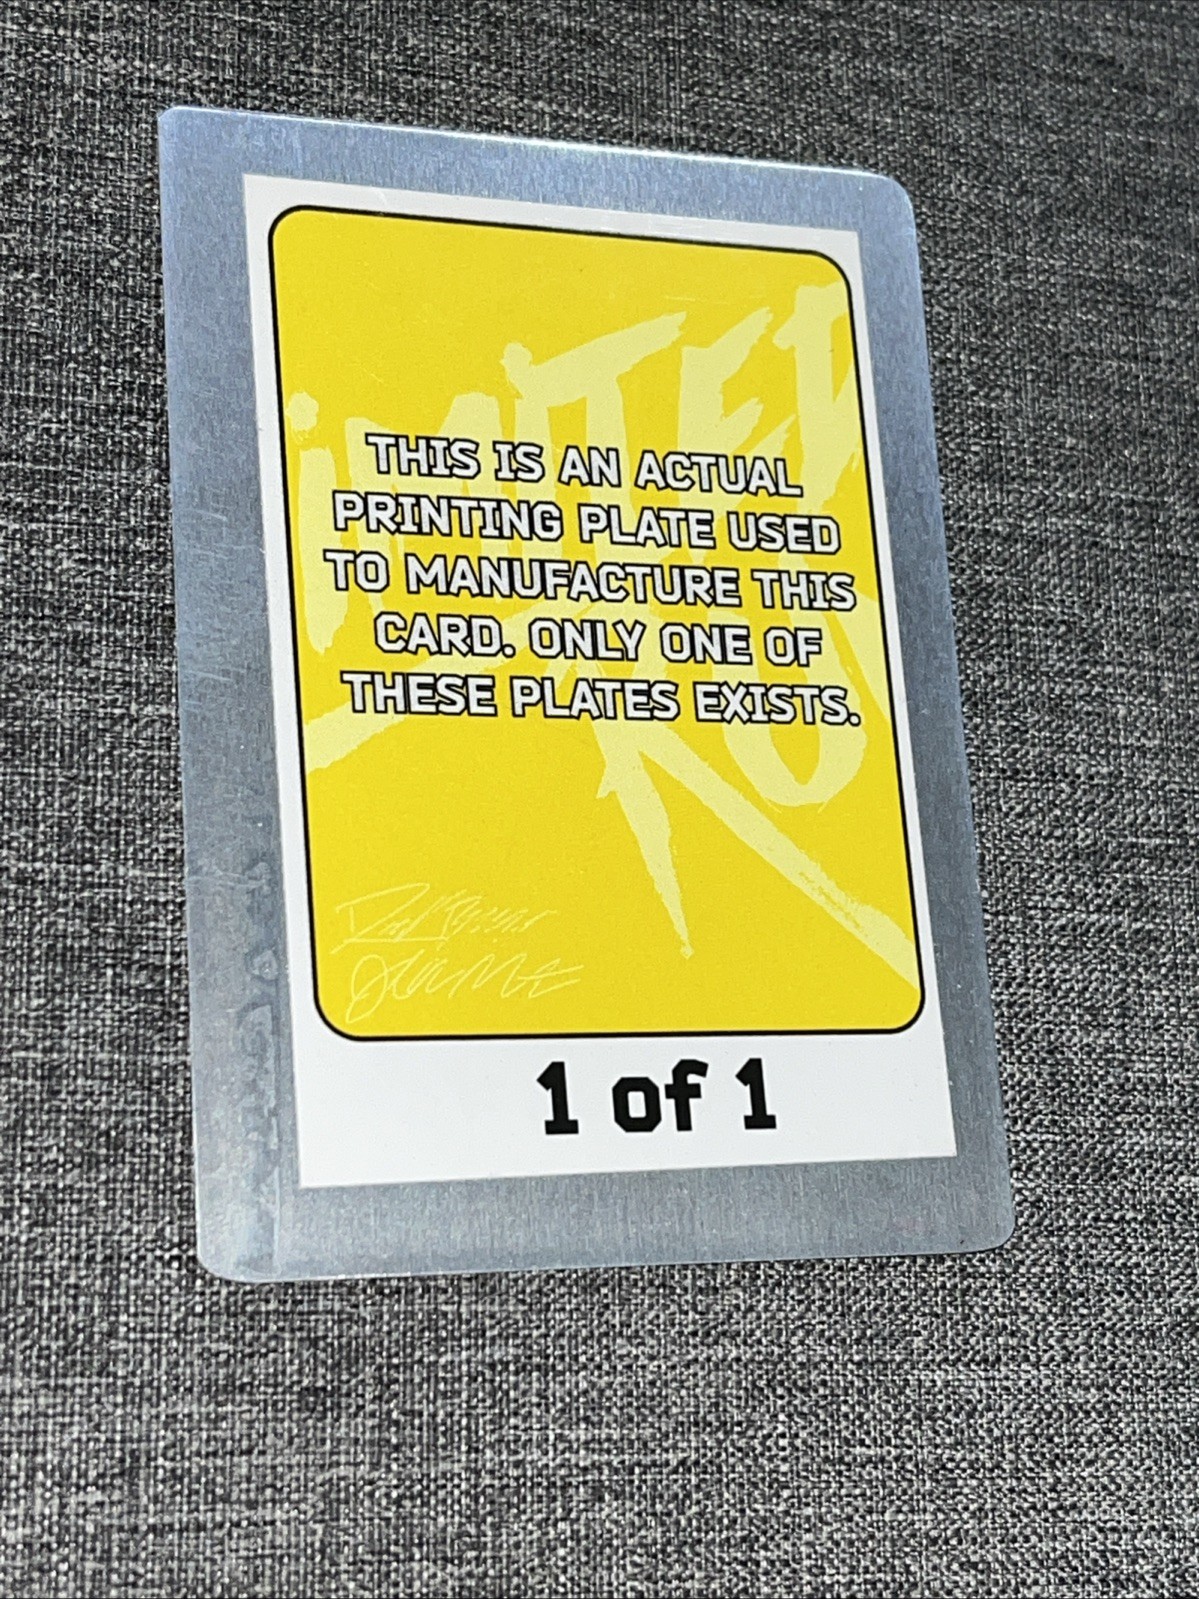 THIS IS AN ACTUAL
PRINTING PLATE USED
TO MANUFACTURE THIS
CARD. ONLY ONE OF
THESE PLATES EXISTS.
1 of 1